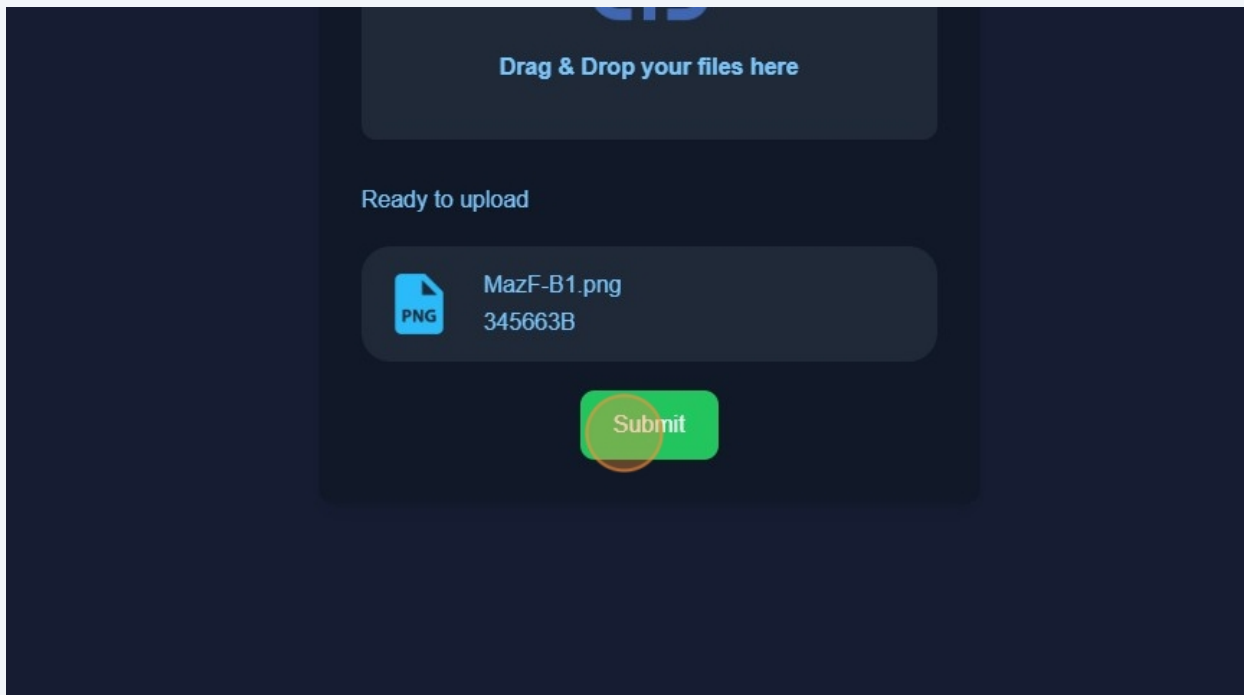 Drag & Drop your files here
Ready to upload
MazF-B1.png
PNG
345663B
Submit